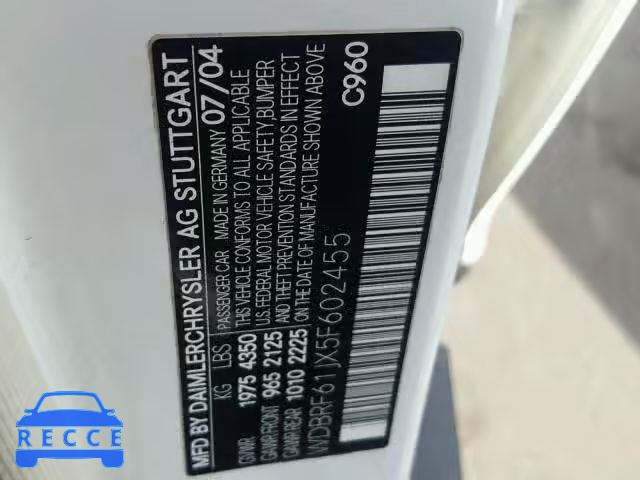 MFD BY DAIMLERCHRYSLER AG STUTTGART
KG LBS PASSENGER CAR MADE IN GERMANY 07/04
GVWR 1975 4350 THIS VEHICLE CONFORMS TO ALL APPLICABLE
GAWR FRONT 965 2125 U.S. FEDERAL MOTOR VEHICLE SAFETY, BUMPER
AND THEFT PREVENTION STANDARDS IN EFFECT
GAWR REAR 1010 2225 ON THE DATE OF MANUFACTURE SHOWN ABOVE
WDBRF61JX5F602455
C960
RECCE